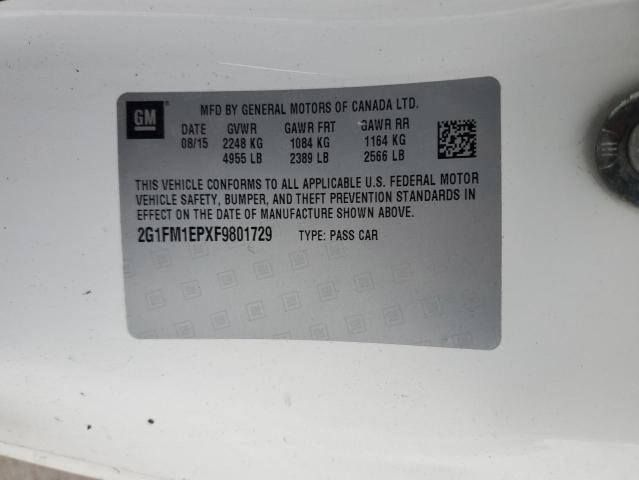 GM
MFD BY GENERAL MOTORS OF CANADA LTD.
DATE GVWR GAWR FRT GAWR RR
08/15 2248 KG 1084 KG 1164 KG
4955 LB 2389 LB 2566 LB
THIS VEHICLE CONFORMS TO ALL APPLICABLE U.S. FEDERAL MOTOR
VEHICLE SAFETY, BUMPER, AND THEFT PREVENTION STANDARDS IN
EFFECT ON THE DATE OF MANUFACTURE SHOWN ABOVE.
2G1FM1EPXF9801729 TYPE: PASS CAR